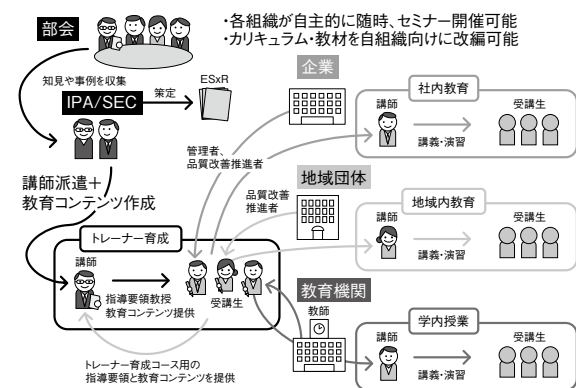 部会
・各組織が自主的に随時、セミナー開催可能
・カリキュラム・教材を自組織向けに改編可能
知見や事例を収集
IPA/SEC
策定
ESxR
講師派遣＋
教育コンテンツ作成
トレーナー育成
講師
指導要領教授
教育コンテンツ提供
受講生
トレーナー育成コース用の
指導要領と教育コンテンツを提供
企業
管理者、
品質改善推進者
社内教育
講師
講義・演習
受講生
地域団体
品質改善
推進者
地域内教育
講師
講義・演習
受講生
教育機関
教師
学内授業
講師
講義・演習
受講生